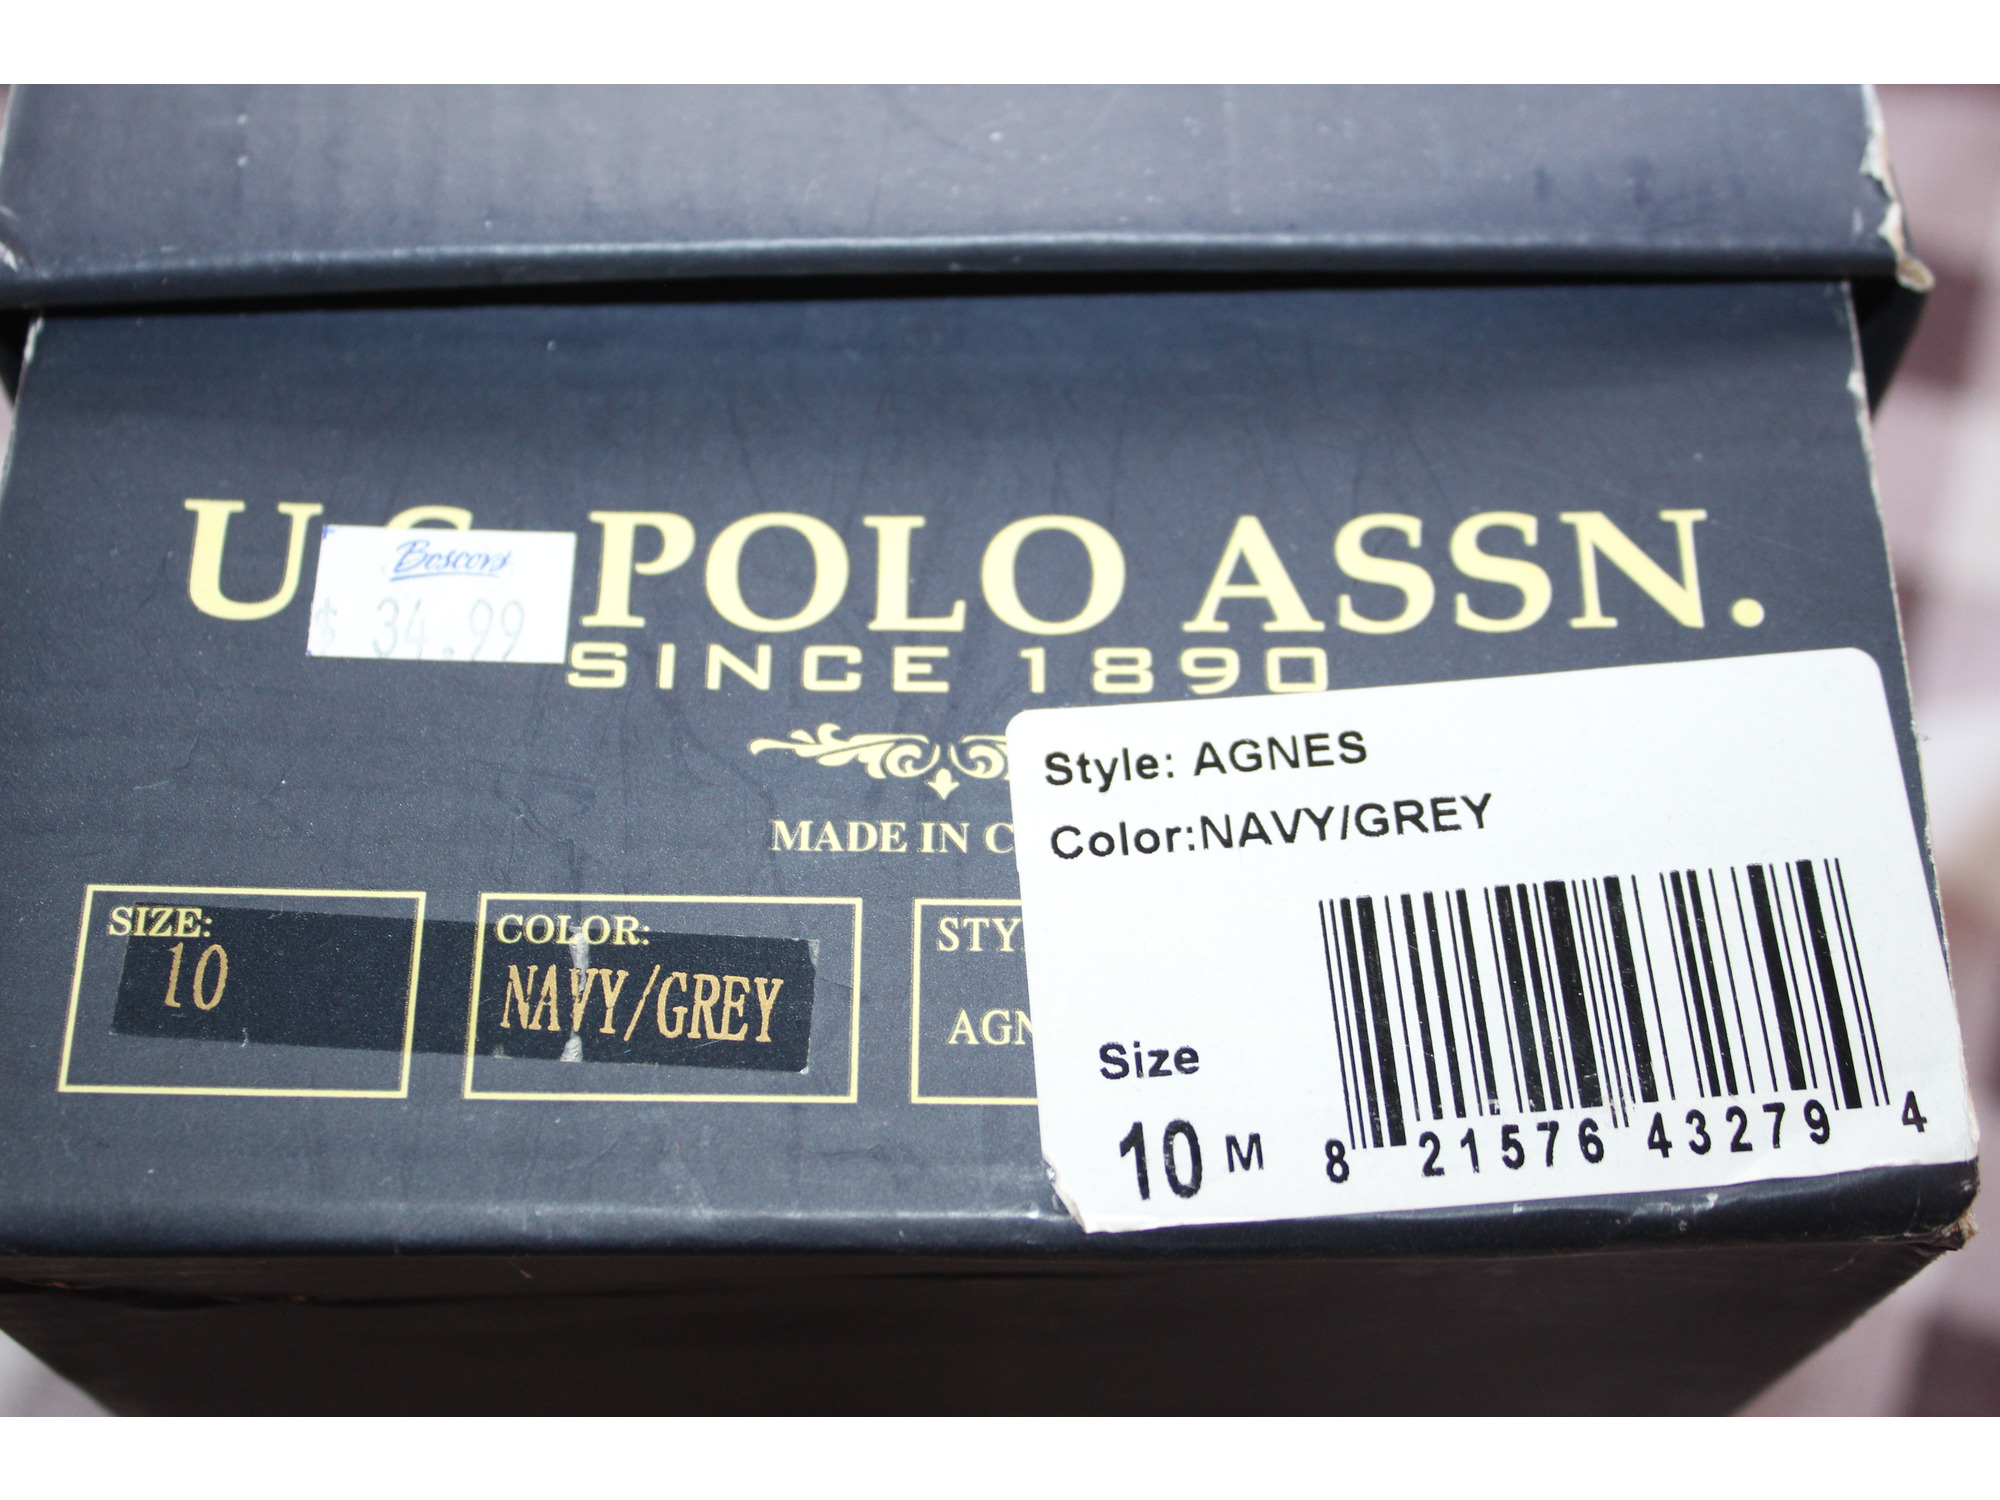 U.S. POLO ASSN.
Boscov's
$ 34.99
SINCE 1890
MADE IN C
SIZE:
10
COLOR:
NAVY/GREY
STY
AGN
Style: AGNES
Color:NAVY/GREY
Size
10 M
8 21576 43279 4